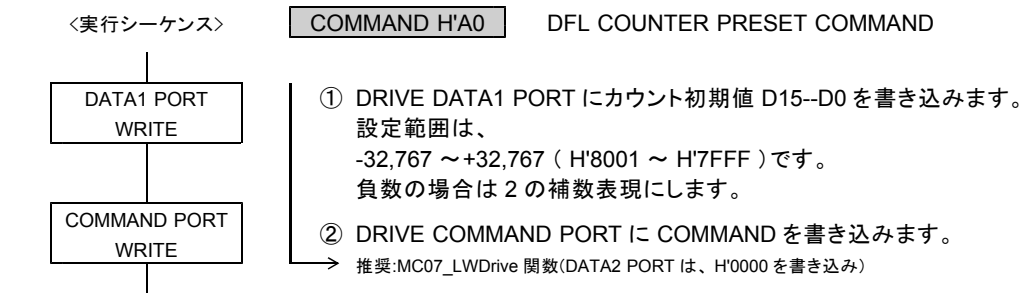 <実行シーケンス>
COMMAND H'A0
DFL COUNTER PRESET COMMAND
DATA1 PORT
WRITE
COMMAND PORT
WRITE
① DRIVE DATA1 PORT にカウント初期値 D15--D0 を書き込みます。
設定範囲は、
-32,767 ～+32,767 ( H'8001 ～ H'7FFF )です。
負数の場合は 2 の補数表現にします。
② DRIVE COMMAND PORT に COMMAND を書き込みます。
推奨:MC07_LWDrive 関数(DATA2 PORT は、H'0000 を書き込み)